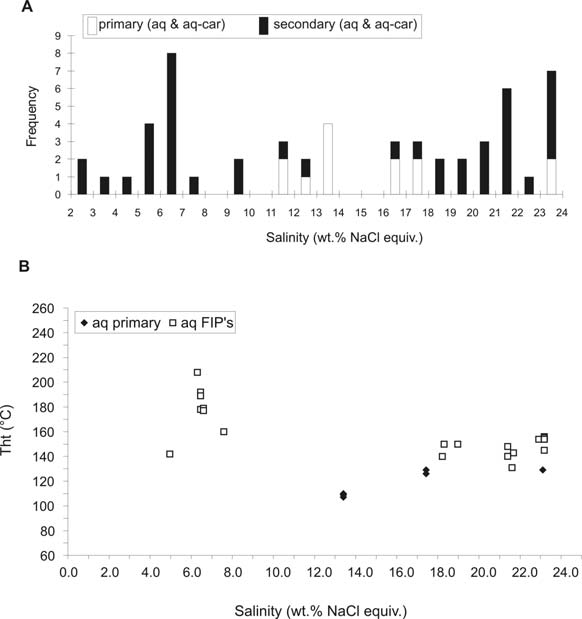 A
primary (aq & aq-car) secondary (aq & aq-car)
Frequency
9
8
7
6
5
4
3
2
1
0
2 3 4 5 6 7 8 9 10 11 12 13 14 15 16 17 18 19 20 21 22 23 24
Salinity (wt.% NaCl equiv.)
B
aq primary aq FIP's
Tht (°C)
260
240
220
200
180
160
140
120
100
80
60
0.0 2.0 4.0 6.0 8.0 10.0 12.0 14.0 16.0 18.0 20.0 22.0 24.0
Salinity (wt.% NaCl equiv.)